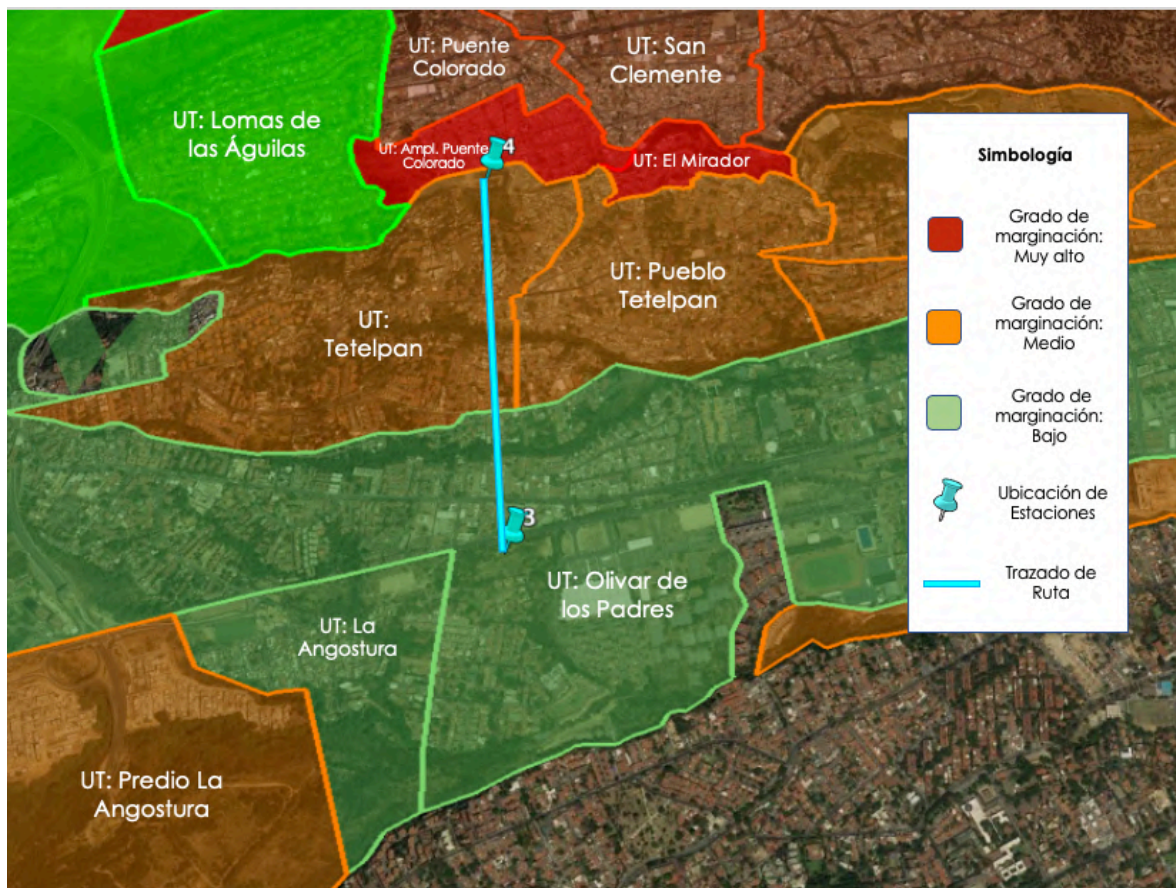 UT: Puente
Colorado
UT: San
Clemente
UT: Lomas de
las Águilas
UT: Ampl. Puente
Colorado
4
UT: El Mirador
UT: Pueblo
Tetelpan
UT:
Tetelpan
3
UT: Olivar de
los Padres
UT: La
Angostura
UT: Predio La
Angostura
Simbología
Grado de
marginación:
Muy alto
Grado de
marginación:
Medio
Grado de
marginación:
Bajo
Ubicación de
Estaciones
Trazado de
Ruta